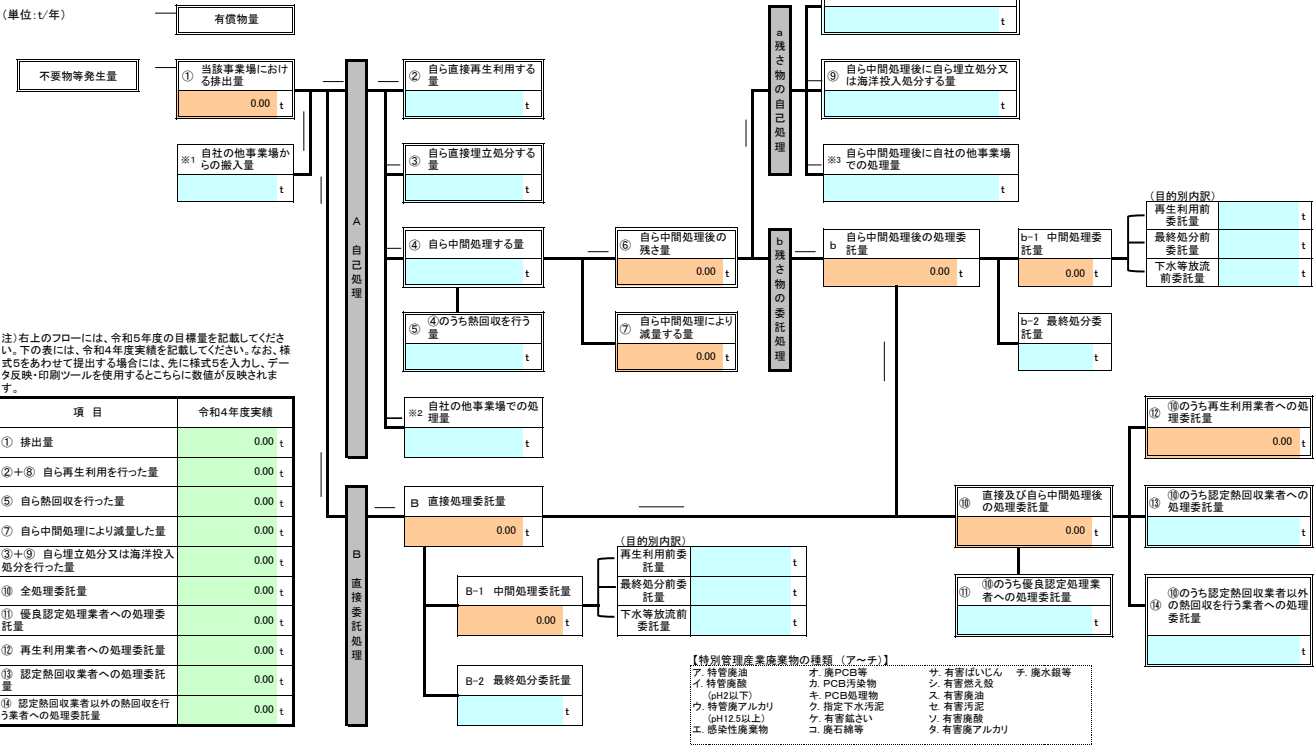 （単位:t/年）
有償物量
不要物等発生量
① 当該事業場におけ
る排出量
0.00 t
※1 自社の他事業場か
らの搬入量
t
A 自己処理
② 自ら直接再生利用する
量
t
③ 自ら直接埋立処分する
量
t
④ 自ら中間処理する量
t
⑤ ④のうち熱回収を行う
量
t
※2 自社の他事業場での処
理量
t
⑥ 自ら中間処理後の
残さ量
0.00 t
⑦ 自ら中間処理により
減量する量
0.00 t
a 残さ物の自己処理
t
⑨ 自ら中間処理後に自ら埋立処分又
は海洋投入処分する量
t
※3 自ら中間処理後に自社の他事業場
での処理量
t
b 残さ物の委託処理
b 自ら中間処理後の処理委
託量
0.00 t
b-1 中間処理委
託量
0.00 t
b-2 最終処分委
託量
t
（目的別内訳）
再生利用前
委託量
t
最終処分前
委託量
t
下水等放流
前委託量
t
注）右上のフローには、令和5年度の目標量を記載してくださ
い。下の表には、令和4年度実績を記載してください。なお、様
式5をあわせて提出する場合には、先に様式5を入力し、デー
タ反映・印刷ツールを使用するとこちらに数値が反映されま
す。
項 目 令和4年度実績
① 排出量 0.00 t
②＋⑧ 自ら再生利用を行った量 0.00 t
⑤ 自ら熱回収を行った量 0.00 t
⑦ 自ら中間処理により減量した量 0.00 t
③＋⑨ 自ら埋立処分又は海洋投入
処分を行った量 0.00 t
⑩ 全処理委託量 0.00 t
⑪ 優良認定処理業者への処理委
託量 0.00 t
⑫ 再生利用業者への処理委託量 0.00 t
⑬ 認定熱回収業者への処理委託
量 0.00 t
⑭ 認定熱回収業者以外の熱回収を行
う業者への処理委託量 0.00 t
B 直接委託処理
B 直接処理委託量
0.00 t
B-1 中間処理委託量
0.00 t
B-2 最終処分委託量
t
（目的別内訳）
再生利用前委
託量
t
最終処分前委
託量
t
下水等放流前
委託量
t
⑩ 直接及び自ら中間処理後
の処理委託量
0.00 t
⑪ ⑩のうち優良認定処理業
者への処理委託量
t
⑫ ⑩のうち再生利用業者への処
理委託量
0.00 t
⑬ ⑩のうち認定熱回収業者への処
理委託量
t
⑭ ⑩のうち認定熱回収業者以外
の熱回収を行う業者への処理
委託量
t
【特別管理産業廃棄物の種類 （ア～チ）】
ア. 特管廃油 オ. 廃PCB等 サ. 有害ばいじん チ. 廃水銀等
イ. 特管廃酸 カ. PCB汚染物 シ. 有害燃え殻
（pH2以下） キ. PCB処理物 ス. 有害廃油
ウ. 特管廃アルカリ ク. 指定下水汚泥 セ. 有害汚泥
（pH12.5以上） ケ. 有害鉱さい ソ. 有害廃酸
エ. 感染性廃棄物 コ. 廃石綿等 タ. 有害廃アルカリ